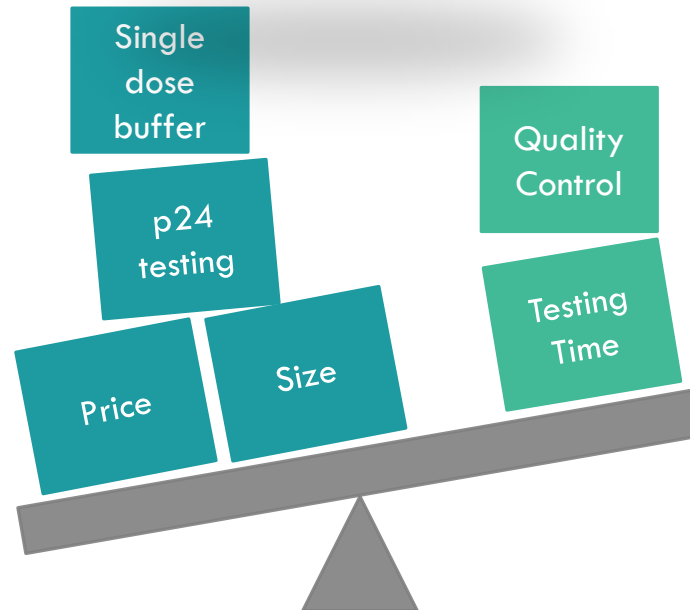 Single
dose
buffer
p24
testing
Price
Size
Quality
Control
Testing
Time